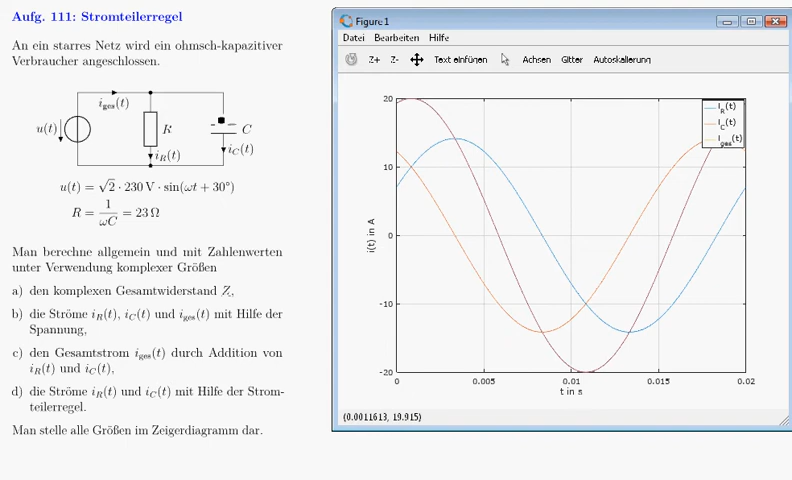 Aufg. 111: Stromteilerregel
An ein starres Netz wird ein ohmsch-kapazitiver
Verbraucher angeschlossen.
i_ges(t)
u(t)
R
C
i_R(t)
i_C(t)
u(t) = √2 · 230 V · sin(ωt + 30°)
R = 1/ωC = 23 Ω
Man berechne allgemein und mit Zahlenwerten
unter Verwendung komplexer Größen
a) den komplexen Gesamtwiderstand Z,
b) die Ströme i_R(t), i_C(t) und i_ges(t) mit Hilfe der
Spannung,
c) den Gesamtstrom i_ges(t) durch Addition von
i_R(t) und i_C(t),
d) die Ströme i_R(t) und i_C(t) mit Hilfe der Strom-
teilerregel.
Man stelle alle Größen im Zeigerdiagramm dar.
Figure 1
Datei Bearbeiten Hilfe
Z+ Z- Text einfügen Achsen Gitter Autoskalierung
I_R(t)
I_C(t)
I_ges(t)
20
10
0
-10
-20
i(t) in A
0 0.005 0.01 0.015 0.02
t in s
(0.0011613, 19.915)